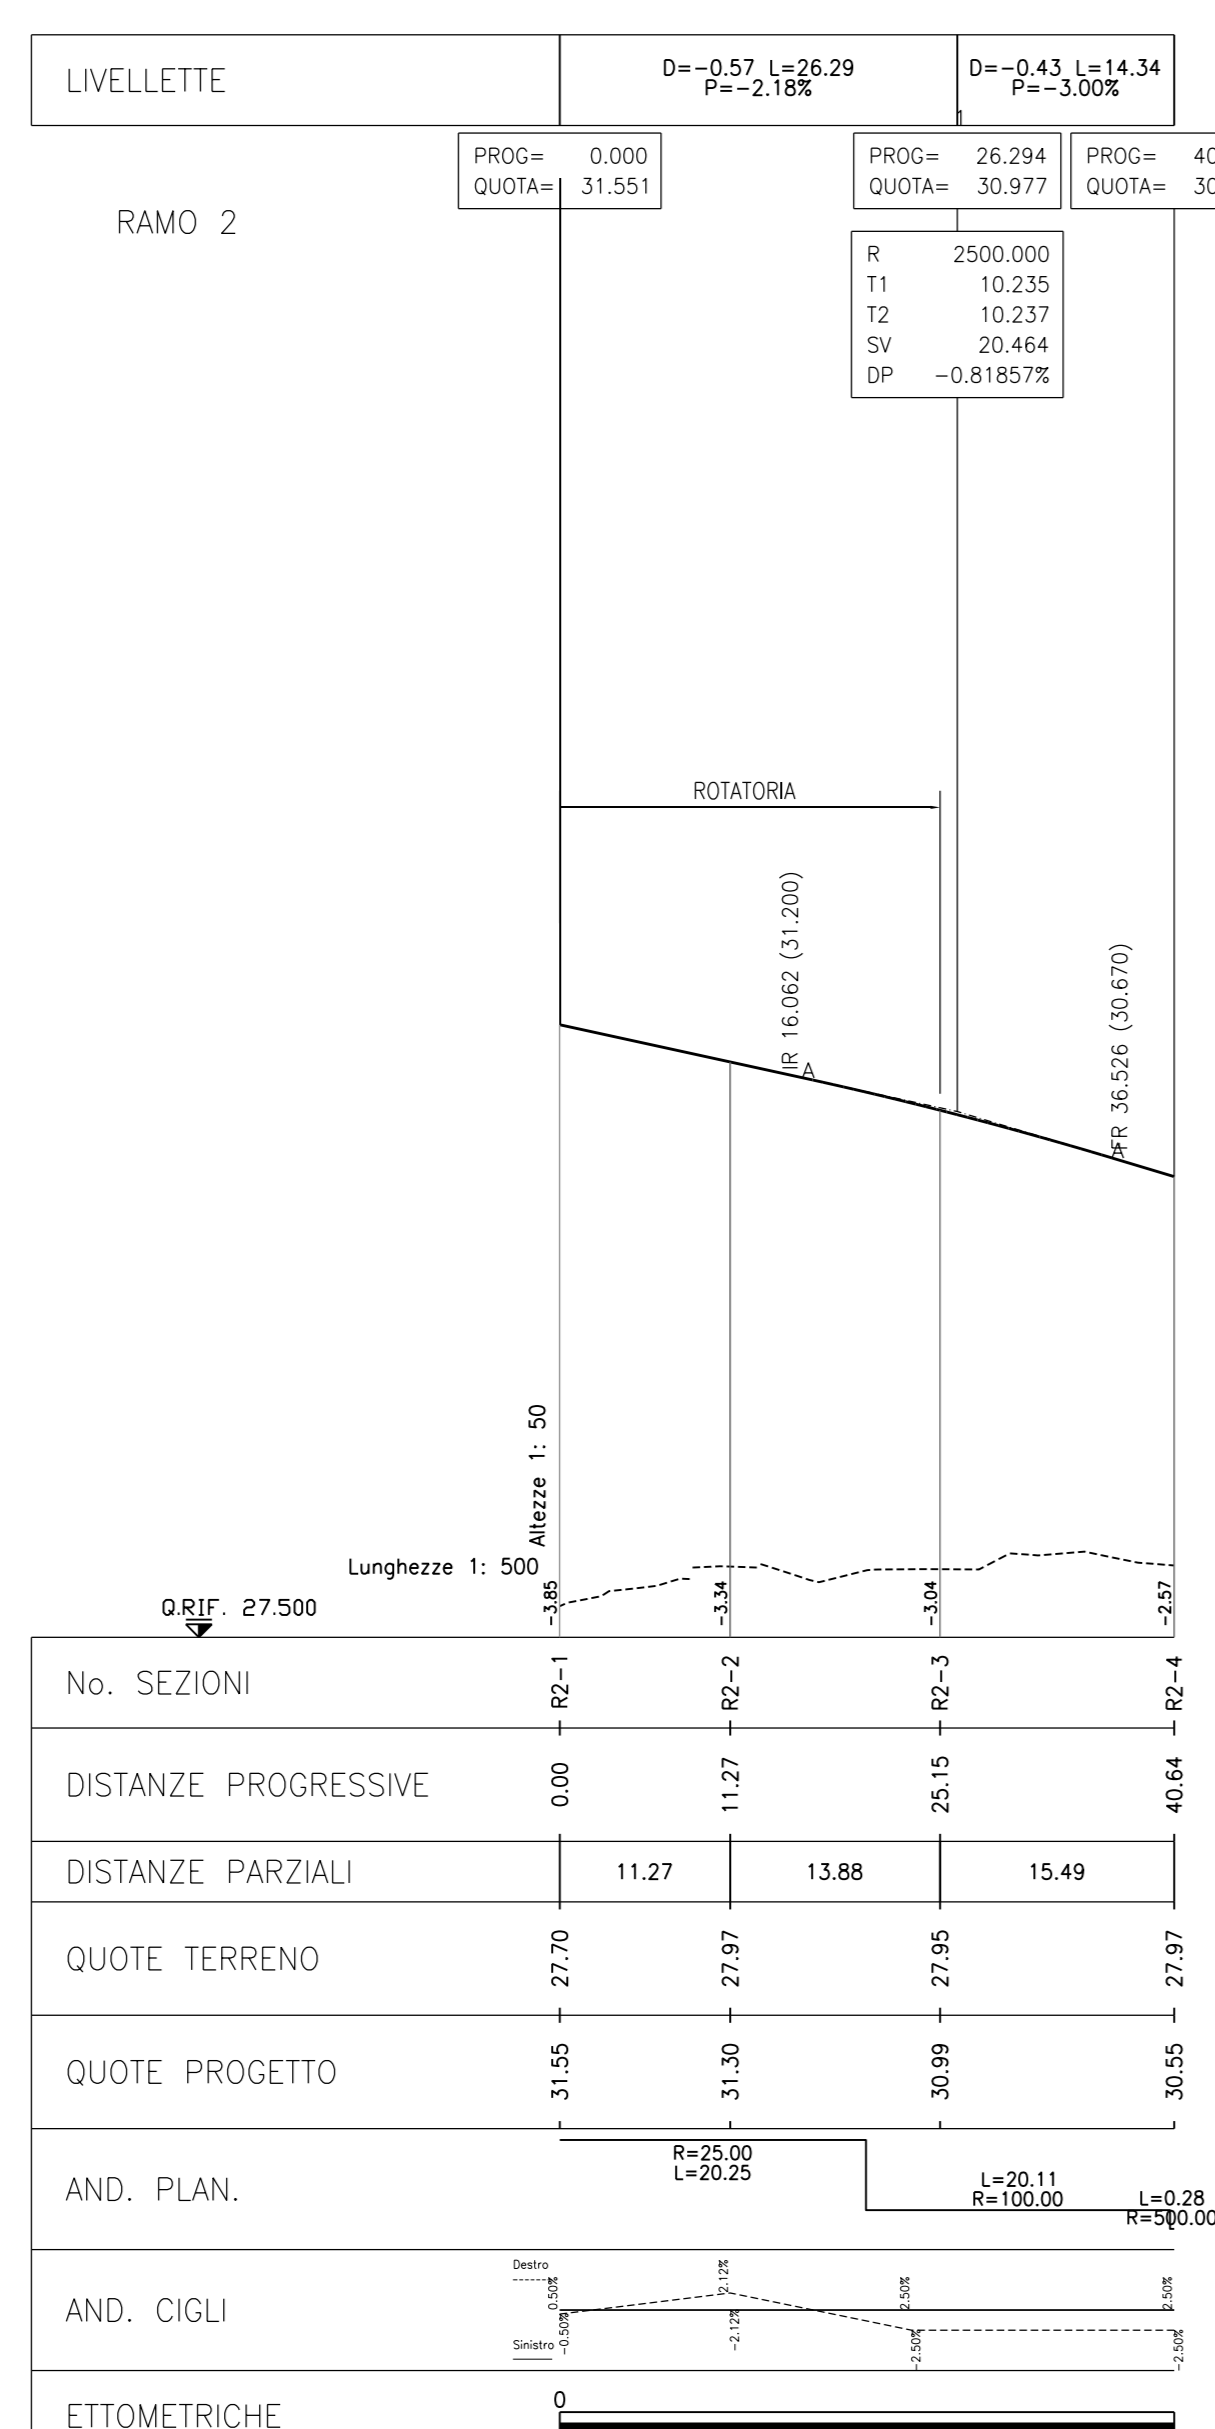 LIVELLETTE
D=-0.57 L=26.29
P=-2.18%
D=-0.43 L=14.34
P=-3.00%
1
PROG= 0.000
QUOTA= 31.551
PROG= 26.294
QUOTA= 30.977
PROG= 40
QUOTA= 30
RAMO 2
R 2500.000
T1 10.235
T2 10.237
SV 20.464
DP -0.81857%
ROTATORIA
IR 16.062 (31.200)
A
FR 36.526 (30.670)
A
Altezze 1: 50
Lunghezze 1: 500
Q.RIF. 27.500
-3.85 -3.34 -3.04 -2.57
No. SEZIONI R2-1 R2-2 R2-3 R2-4
DISTANZE PROGRESSIVE 0.00 11.27 25.15 40.64
DISTANZE PARZIALI 11.27 13.88 15.49
QUOTE TERRENO 27.70 27.97 27.95 27.97
QUOTE PROGETTO 31.55 31.30 30.99 30.55
AND. PLAN.
R=25.00
L=20.25
L=20.11
R=100.00
L=0.28
R=500.00
AND. CIGLI
Destro
0.50% 2.12% 2.50% 2.50%
Sinistro
-0.50% -2.12% -2.50% -2.50%
ETTOMETRICHE
0